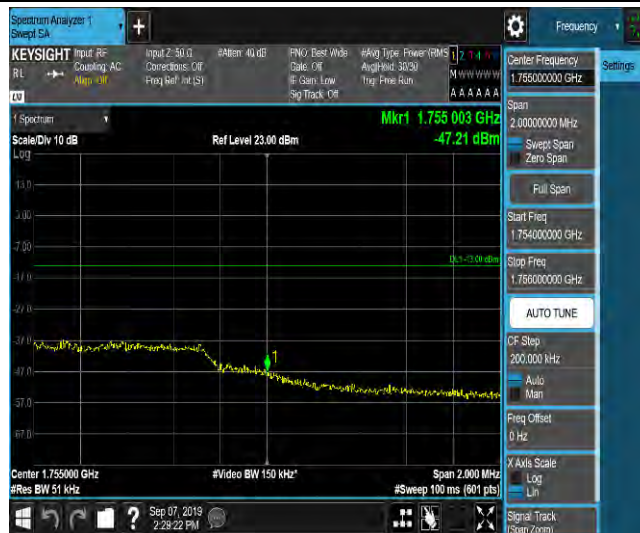 Spectrum Analyzer 1
Swept SA
+
Frequency
KEYSIGHT
RL
Input: RF
Coupling: AC
Align: Off
Input Z: 50 Ω
Corrections: Off
Freq Ref: Int (S)
#Atten: 40 dB
PNO: Best Wide
Gate: Off
IF Gain: Low
Sig Track: Off
#Avg Type: Power (RMS
Avg|Hold: 30/30
Trig: Free Run
M W W W W W
A A A A A A
LXI
1 Spectrum
Scale/Div 10 dB
Log
Ref Level 23.00 dBm
Mkr1 1.755 003 GHz
-47.21 dBm
13.0
3.00
-7.00
DL1 -13.00 dBm
-17.0
-27.0
-37.0
-47.0
-57.0
-67.0
1
Center 1.755000 GHz
#Res BW 51 kHz
#Video BW 150 kHz*
Span 2.000 MHz
#Sweep 100 ms (601 pts)
Sep 07, 2019
2:29:22 PM
?
Center Frequency
1.755000000 GHz
Settings
Span
2.00000000 MHz
Swept Span
Zero Span
Full Span
Start Freq
1.754000000 GHz
Stop Freq
1.756000000 GHz
AUTO TUNE
CF Step
200.000 kHz
Auto
Man
Freq Offset
0 Hz
X Axis Scale
Log
Lin
Signal Track
(Span Zoom)